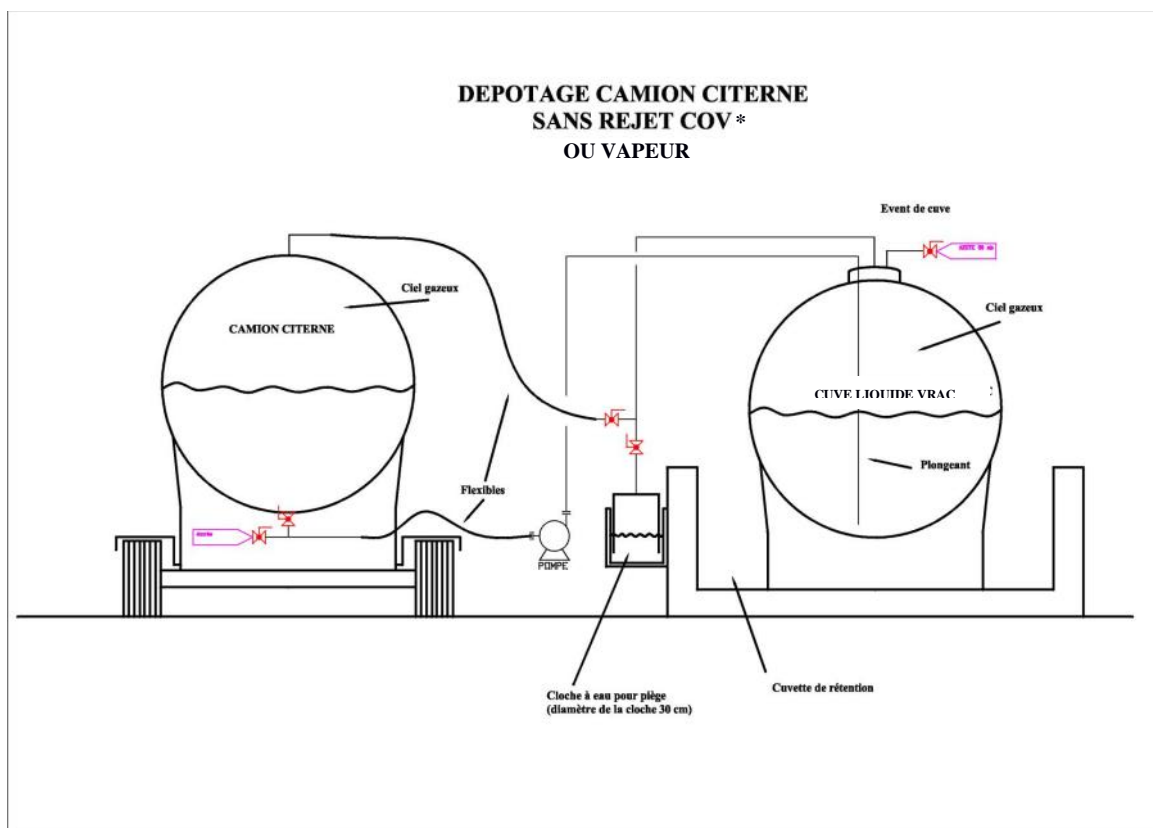 DEPOTAGE CAMION CITERNE
SANS REJET COV *
OU VAPEUR
Event de cuve
Ciel gazeux
CAMION CITERNE
Ciel gazeux
CUVE LIQUIDE VRAC
Plongeant
Flexibles
POMPE
Cloche à eau pour piège
(diamètre de la cloche 30 cm)
Cuvette de rétention